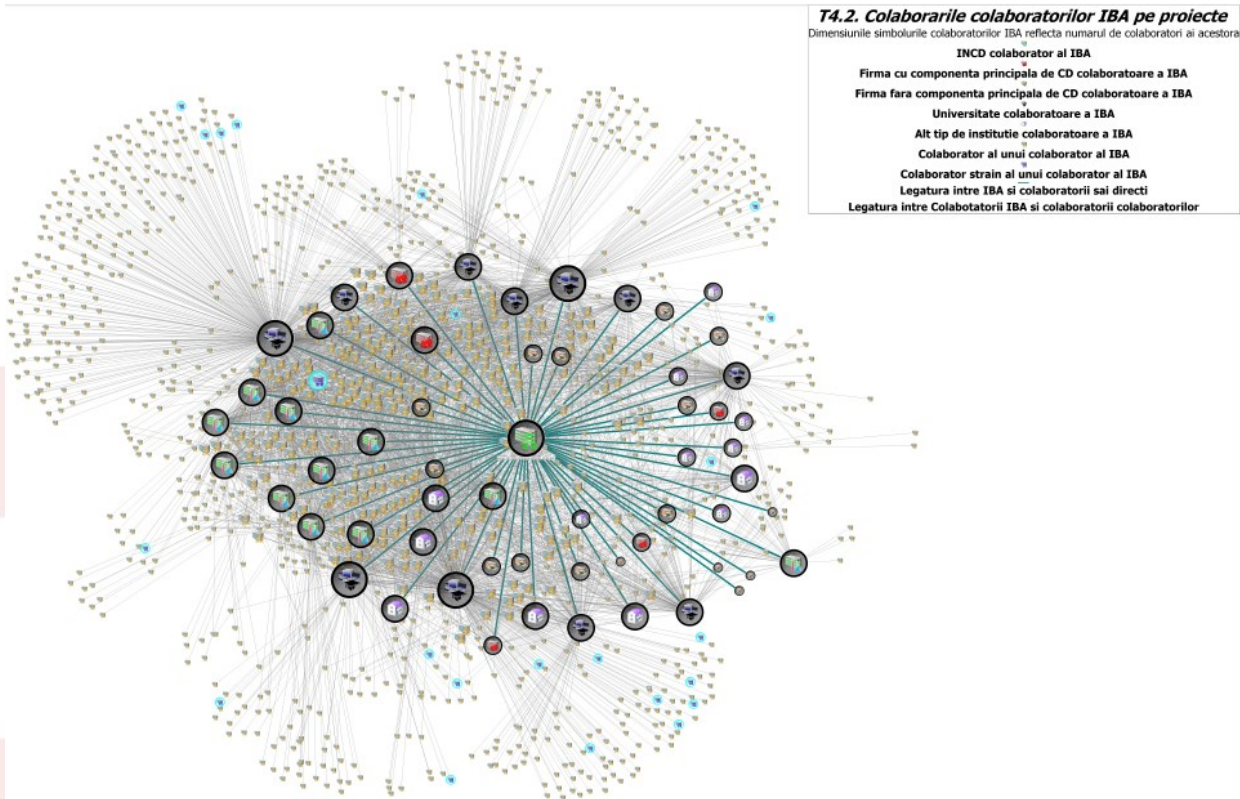 T4.2. Colaborarile colaboratorilor IBA pe proiecte
Dimensiunile simbolurile colaboratorilor IBA reflecta numarul de colaboratori ai acestora
INCD colaborator al IBA
Firma cu componenta principala de CD colaboratoare a IBA
Firma fara componenta principala de CD colaboratoare a IBA
Universitate colaboratoare a IBA
Alt tip de institutie colaboratoare a IBA
Colaborator al unui colaborator al IBA
Colaborator strain al unui colaborator al IBA
Legatura intre IBA si colaboratorii sai directi
Legatura intre Colabotatorii IBA si colaboratorii colaboratorilor